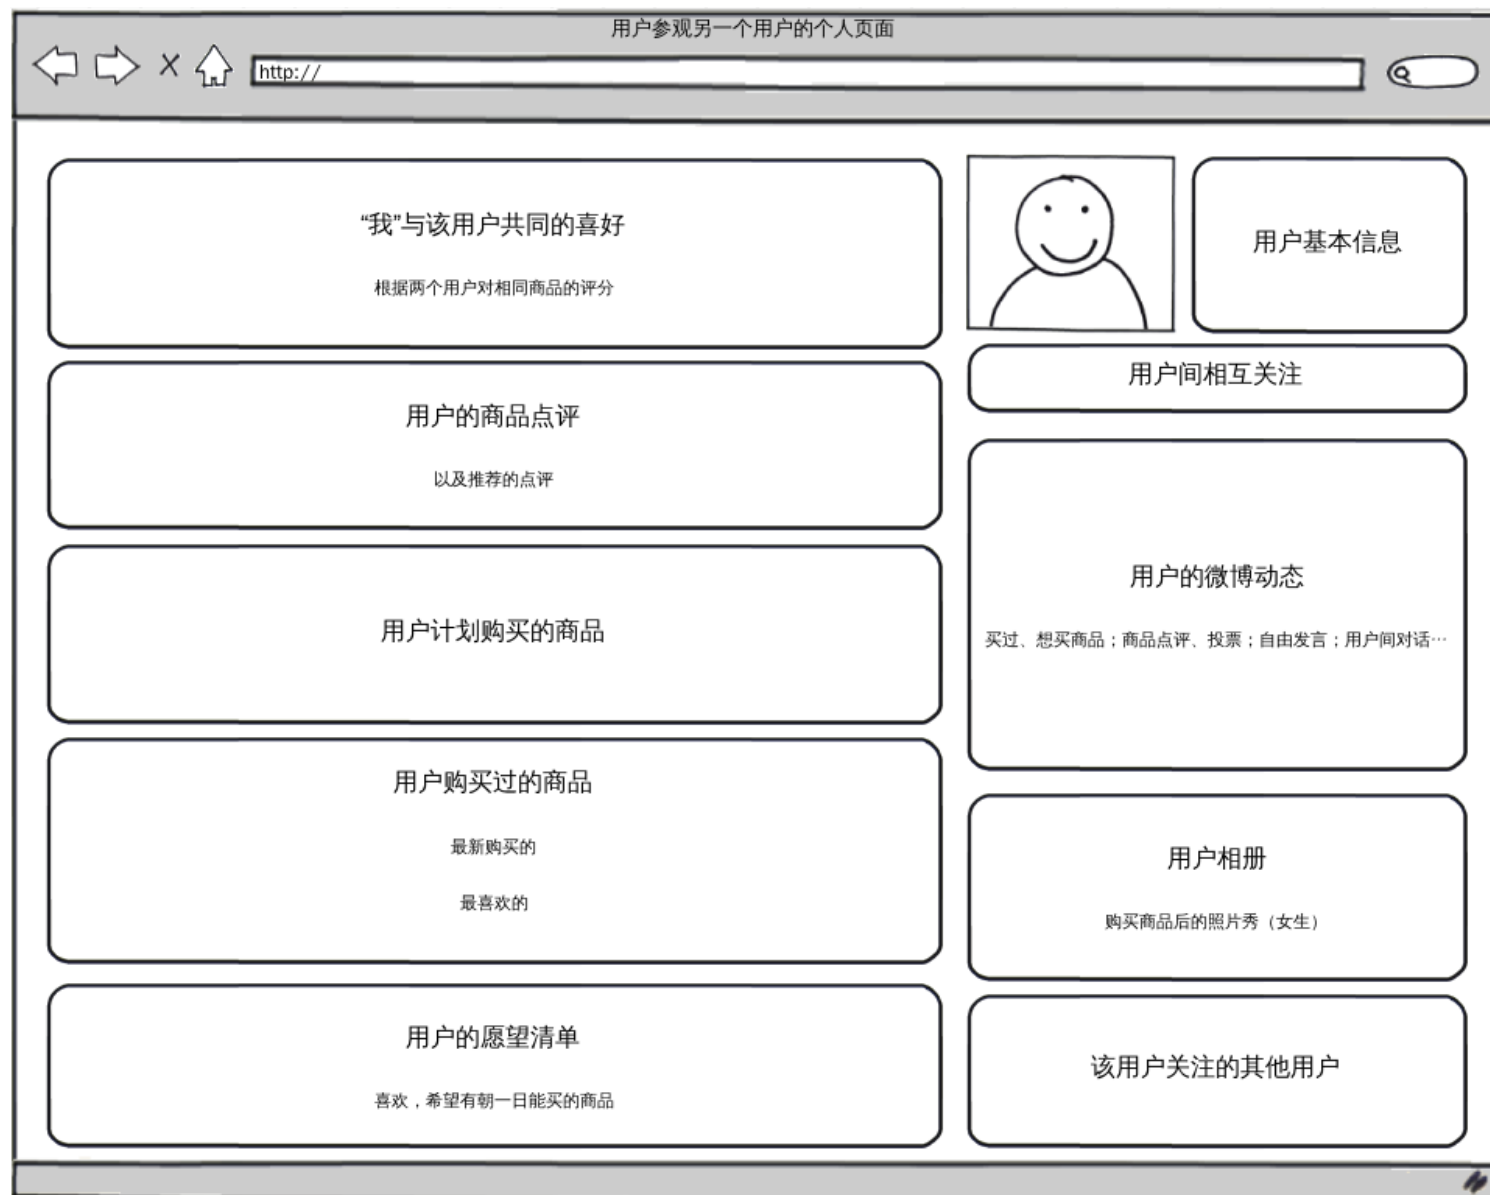 用户参观另一个用户的个人页面
http://
“我”与该用户共同的喜好
根据两个用户对相同商品的评分
用户的商品点评
以及推荐的点评
用户计划购买的商品
用户购买过的商品
最新购买的
最喜欢的
用户的愿望清单
喜欢，希望有朝一日能买的商品
用户基本信息
用户间相互关注
用户的微博动态
买过、想买商品；商品点评、投票；自由发言；用户间对话…
用户相册
购买商品后的照片秀（女生）
该用户关注的其他用户